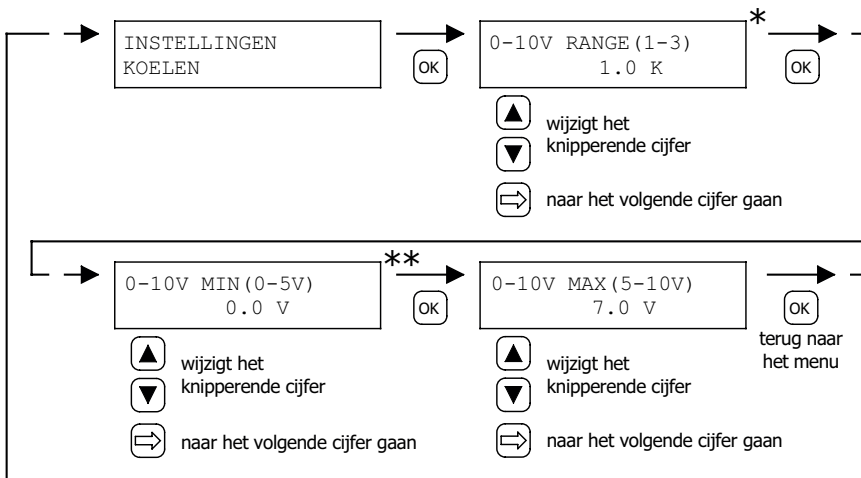 INSTELLINGEN
KOELEN
OK
0-10V RANGE(1-3)
1.0 K
*
OK
wijzigt het
knipperende cijfer
naar het volgende cijfer gaan
0-10V MIN(0-5V)
0.0 V
**
OK
0-10V MAX(5-10V)
7.0 V
OK
terug naar
het menu
wijzigt het
knipperende cijfer
naar het volgende cijfer gaan
wijzigt het
knipperende cijfer
naar het volgende cijfer gaan